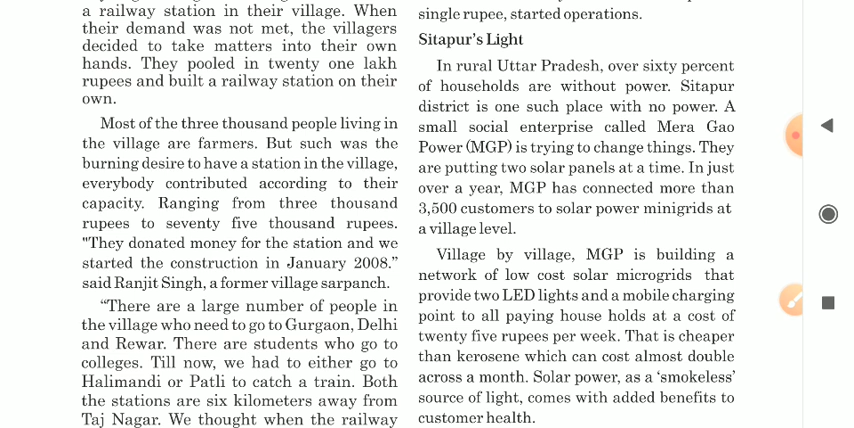 a railway station in their village. When
their demand was not met, the villagers
decided to take matters into their own
hands. They pooled in twenty one lakh
rupees and built a railway station on their
own.
Most of the three thousand people living in
the village are farmers. But such was the
burning desire to have a station in the village,
everybody contributed according to their
capacity. Ranging from three thousand
rupees to seventy five thousand rupees.
"They donated money for the station and we
started the construction in January 2008.”
said Ranjit Singh, a former village sarpanch.
“There are a large number of people in
the village who need to go to Gurgaon, Delhi
and Rewar. There are students who go to
colleges. Till now, we had to either go to
Halimandi or Patli to catch a train. Both
the stations are six kilometers away from
Taj Nagar. We thought when the railway
single rupee, started operations.
Sitapur’s Light
In rural Uttar Pradesh, over sixty percent
of households are without power. Sitapur
district is one such place with no power. A
small social enterprise called Mera Gao
Power (MGP) is trying to change things. They
are putting two solar panels at a time. In just
over a year, MGP has connected more than
3,500 customers to solar power minigrids at
a village level.
Village by village, MGP is building a
network of low cost solar microgrids that
provide two LED lights and a mobile charging
point to all paying house holds at a cost of
twenty five rupees per week. That is cheaper
than kerosene which can cost almost double
across a month. Solar power, as a ‘smokeless’
source of light, comes with added benefits to
customer health.